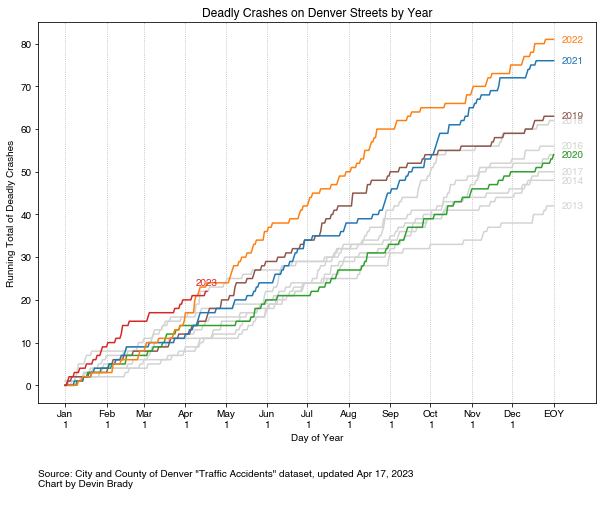 Deadly Crashes on Denver Streets by Year
Running Total of Deadly Crashes
80
70
60
50
40
30
20
10
0
2022
2021
2019
2016
2020
2017
2014
2013
2023
Jan Feb Mar Apr May Jun Jul Aug Sep Oct Nov Dec EOY
1 1 1 1 1 1 1 1 1 1 1 1
Day of Year
Source: City and County of Denver "Traffic Accidents" dataset, updated Apr 17, 2023
Chart by Devin Brady